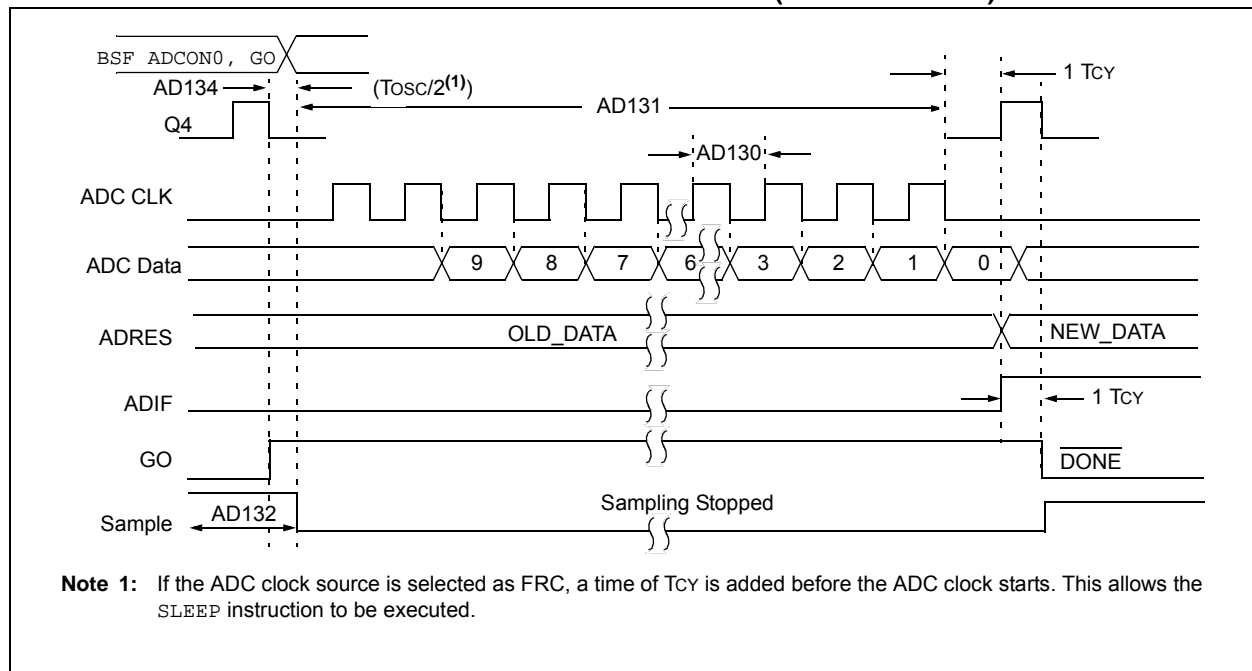 BSF ADCON0, GO
1 TCY
AD134
(TOSC/2(1))
AD131
Q4
AD130
ADC CLK
ADC Data
9 8 7 6 3 2 1 0
ADRES
OLD_DATA
NEW_DATA
ADIF
1 TCY
GO
DONE
Sample
AD132
Sampling Stopped
Note 1: If the ADC clock source is selected as FRC, a time of TCY is added before the ADC clock starts. This allows the
SLEEP instruction to be executed.